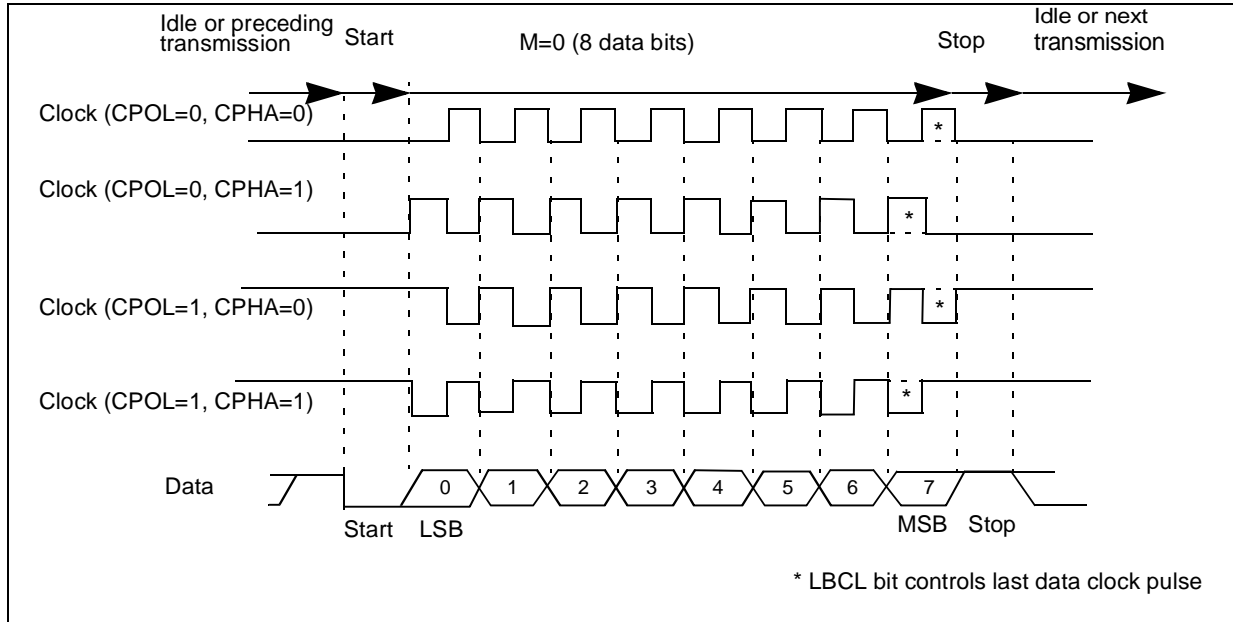 Idle or preceding
transmission
Start
M=0 (8 data bits)
Stop
Idle or next
transmission
Clock (CPOL=0, CPHA=0)
*
Clock (CPOL=0, CPHA=1)
*
Clock (CPOL=1, CPHA=0)
*
Clock (CPOL=1, CPHA=1)
*
Data
0 1 2 3 4 5 6 7
Start LSB MSB Stop
* LBCL bit controls last data clock pulse